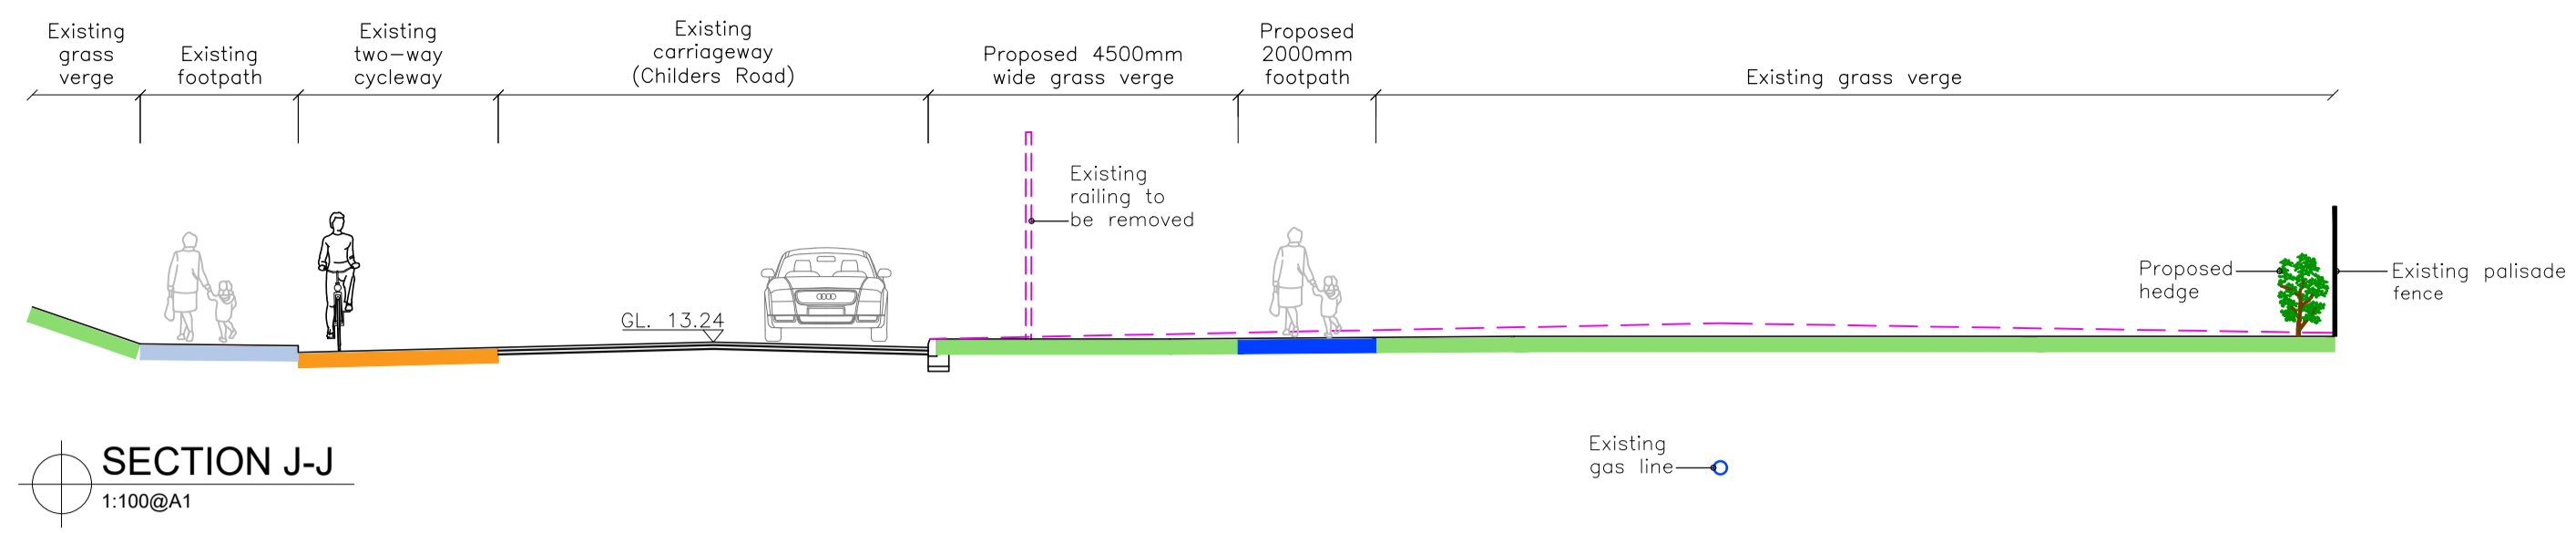 Existing
grass
verge
Existing
footpath
Existing
two-way
cycleway
Existing
carriageway
(Childers Road)
Proposed 4500mm
wide grass verge
Proposed
2000mm
footpath
Existing grass verge
Existing
railing to
be removed
GL. 13.24
Proposed
hedge
Existing palisade
fence
Existing
gas line
SECTION J-J
1:100@A1